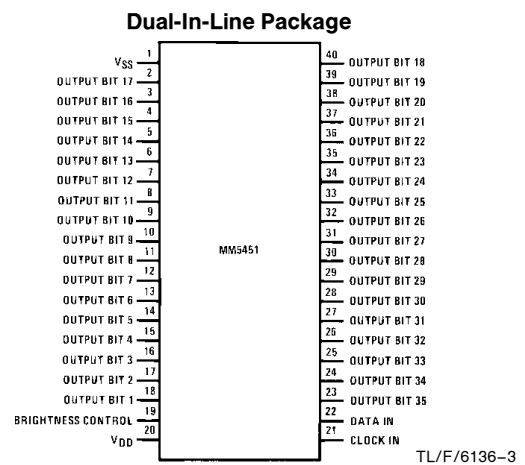 Dual-In-Line Package
1 VSS
2 OUTPUT BIT 17
3 OUTPUT BIT 16
4 OUTPUT BIT 15
5 OUTPUT BIT 14
6 OUTPUT BIT 13
7 OUTPUT BIT 12
8 OUTPUT BIT 11
9 OUTPUT BIT 10
10 OUTPUT BIT 9
11 OUTPUT BIT 8
12 OUTPUT BIT 7
13 OUTPUT BIT 6
14 OUTPUT BIT 5
15 OUTPUT BIT 4
16 OUTPUT BIT 3
17 OUTPUT BIT 2
18 OUTPUT BIT 1
19 BRIGHTNESS CONTROL
20 VDD
MM5451
40 OUTPUT BIT 18
39 OUTPUT BIT 19
38 OUTPUT BIT 20
37 OUTPUT BIT 21
36 OUTPUT BIT 22
35 OUTPUT BIT 23
34 OUTPUT BIT 24
33 OUTPUT BIT 25
32 OUTPUT BIT 26
31 OUTPUT BIT 27
30 OUTPUT BIT 28
29 OUTPUT BIT 29
28 OUTPUT BIT 30
27 OUTPUT BIT 31
26 OUTPUT BIT 32
25 OUTPUT BIT 33
24 OUTPUT BIT 34
23 OUTPUT BIT 35
22 DATA IN
21 CLOCK IN
TL/F/6136–3